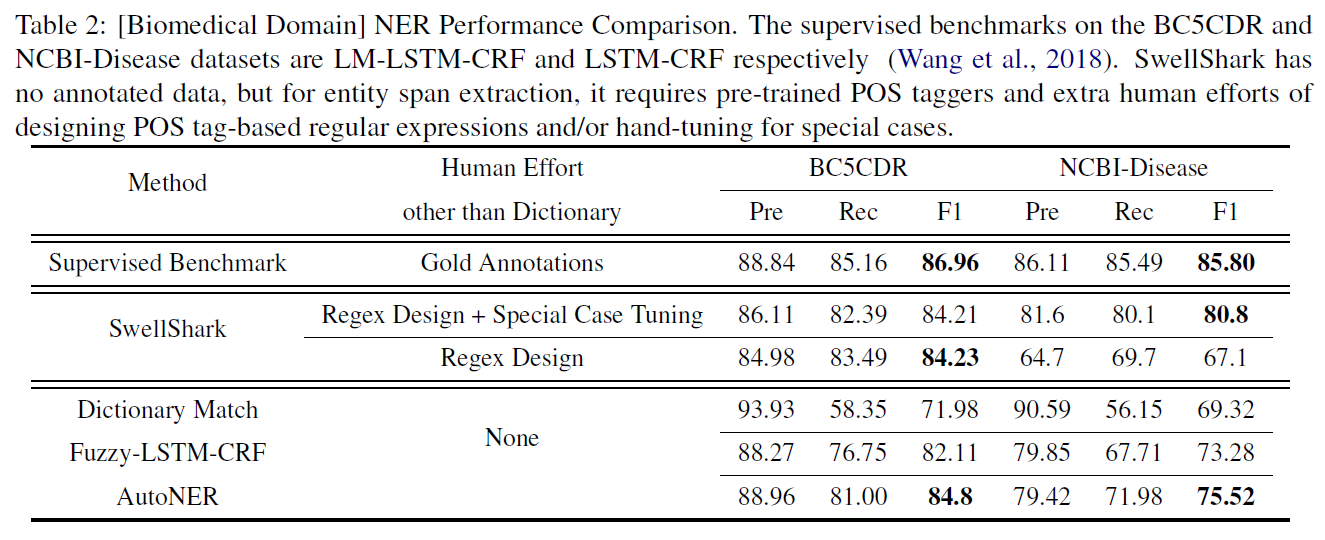 Table 2: [Biomedical Domain] NER Performance Comparison. The supervised benchmarks on the BC5CDR and
NCBI-Disease datasets are LM-LSTM-CRF and LSTM-CRF respectively (Wang et al., 2018). SwellShark has
no annotated data, but for entity span extraction, it requires pre-trained POS taggers and extra human efforts of
designing POS tag-based regular expressions and/or hand-tuning for special cases.
Method Human Effort other than Dictionary BC5CDR NCBI-Disease
Pre Rec F1 Pre Rec F1
Supervised Benchmark Gold Annotations 88.84 85.16 86.96 86.11 85.49 85.80
SwellShark Regex Design + Special Case Tuning 86.11 82.39 84.21 81.6 80.1 80.8
Regex Design 84.98 83.49 84.23 64.7 69.7 67.1
Dictionary Match None 93.93 58.35 71.98 90.59 56.15 69.32
Fuzzy-LSTM-CRF 88.27 76.75 82.11 79.85 67.71 73.28
AutoNER 88.96 81.00 84.8 79.42 71.98 75.52